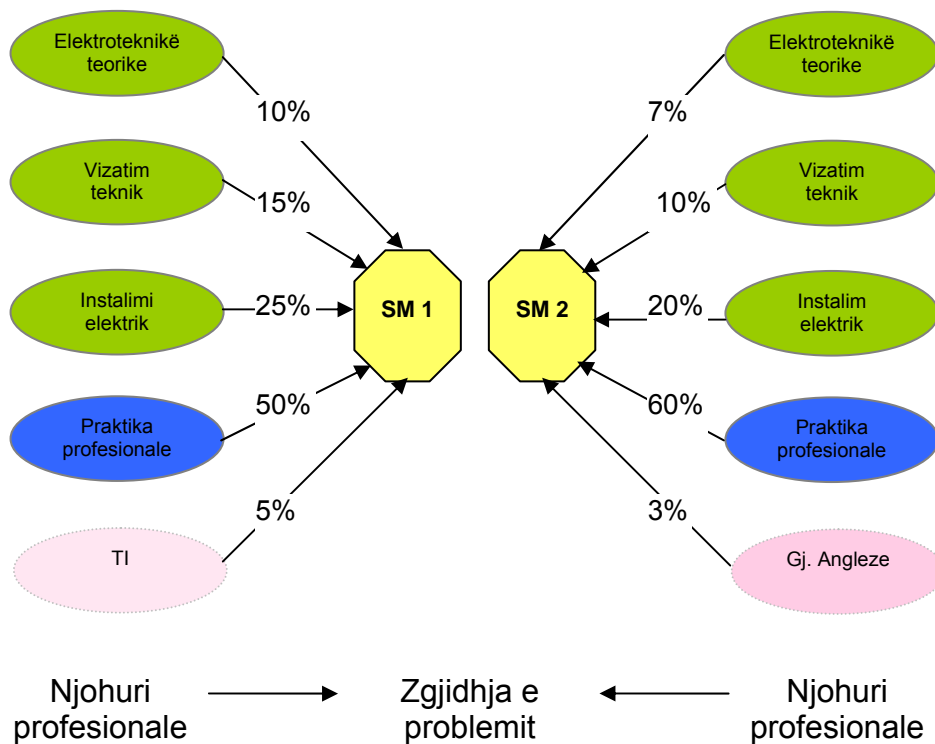 Elektroteknikë
teorike
10%
Vizatim
teknik
15%
Instalimi
elektrik
25%
Praktika
profesionale
50%
TI
5%
SM 1
SM 2
Elektroteknikë
teorike
7%
Vizatim
teknik
10%
Instalim
elektrik
20%
Praktika
profesionale
60%
Gj. Angleze
3%
Njohuri
profesionale
Zgjidhja e
problemit
Njohuri
profesionale